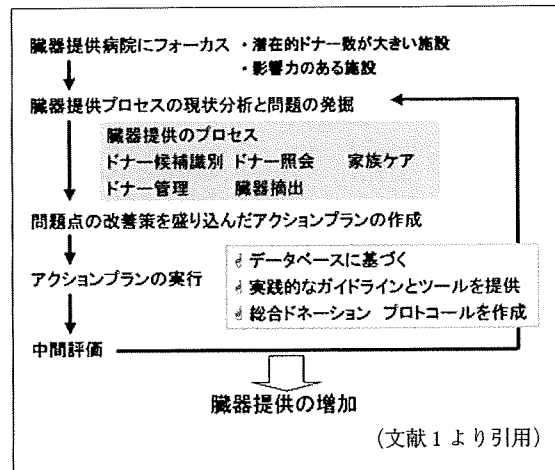 臓器提供病院にフォーカス ・潜在的ドナー数が大きい施設
・影響力のある施設
臓器提供プロセスの現状分析と問題の発掘
臓器提供のプロセス
ドナー候補識別 ドナー照会 家族ケア
ドナー管理 臓器摘出
問題点の改善策を盛り込んだアクションプランの作成
データベースに基づく
アクションプランの実行
実践的なガイドラインとツールを提供
総合ドネーション プロトコールを作成
中間評価
臓器提供の増加
(文献1より引用)